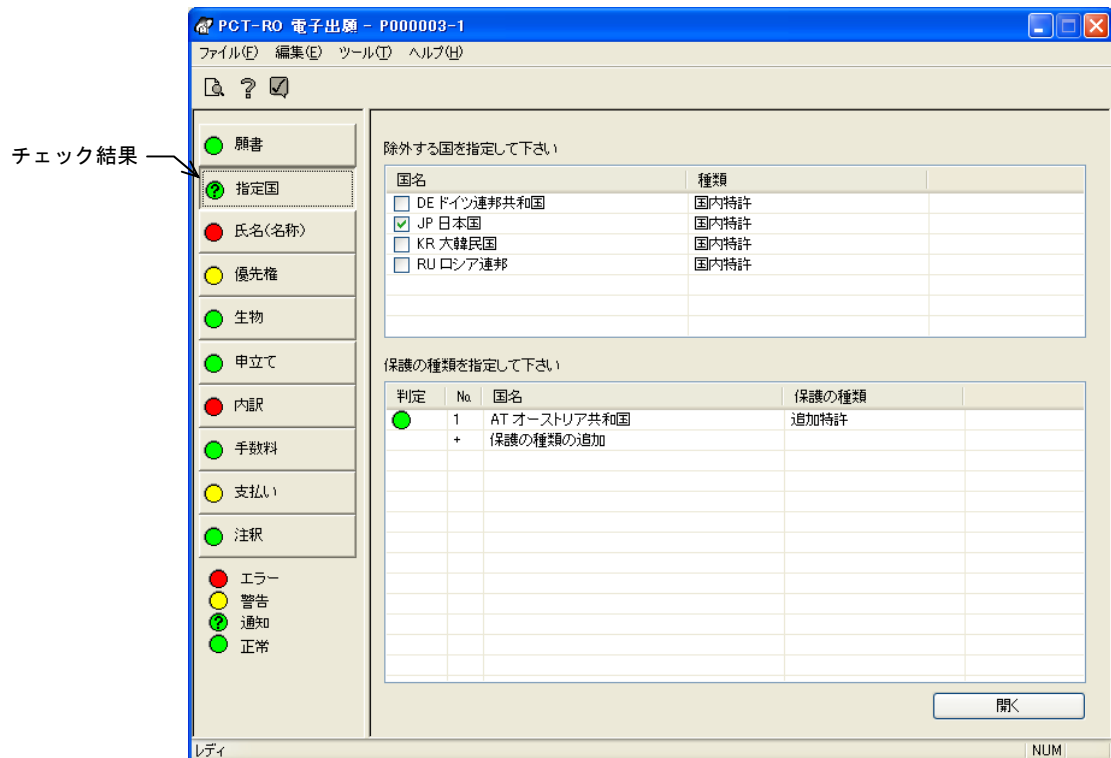 PCT-RO 電子出願 - P000003-1
ファイル(F) 編集(E) ツール(T) ヘルプ(H)
チェック結果
願書
指定国
氏名(名称)
優先権
生物
申立て
内訳
手数料
支払い
注釈
エラー
警告
通知
正常
除外する国を指定して下さい
国名 種類
DE ドイツ連邦共和国 国内特許
JP 日本国 国内特許
KR 大韓民国 国内特許
RU ロシア連邦 国内特許
保護の種類を指定して下さい
判定 No. 国名 保護の種類
1 AT オーストリア共和国 追加特許
+ 保護の種類の追加
開く
レディ NUM